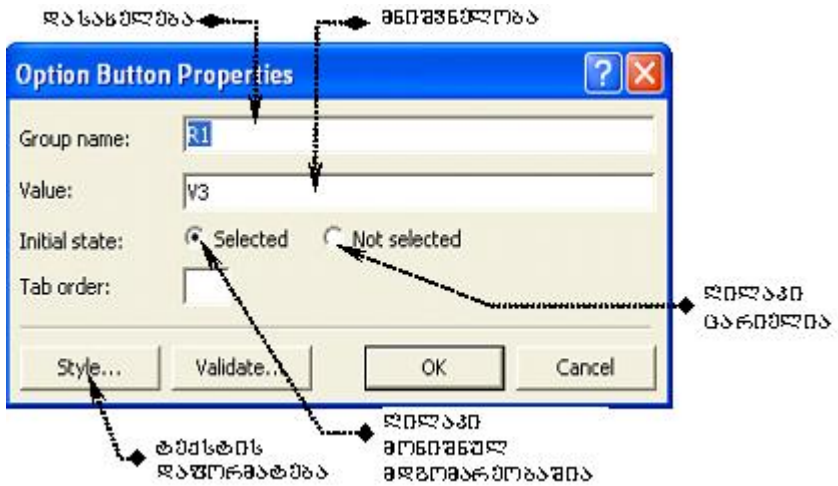 დასახელება
მნიშვნელობა
Option Button Properties
Group name:
R1
Value:
V3
Initial state:
Selected
Not selected
Tab order:
ღილაკი
ცარიელია
Style...
Validate...
OK
Cancel
ტექსტის
დაფორმატება
ღილაკი
მონიშნულ
მდგომარეობაშია